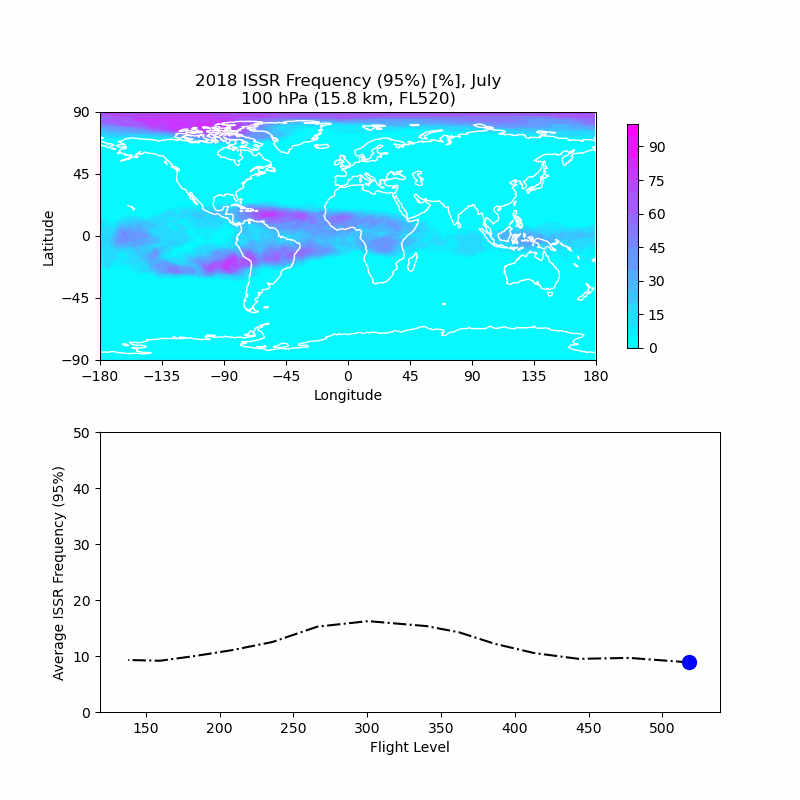 2018 ISSR Frequency (95%) [%], July
100 hPa (15.8 km, FL520)
90
45
0
−45
−90
Latitude
−180 −135 −90 −45 0 45 90 135 180
Longitude
90
75
60
45
30
15
0
50
40
30
20
10
0
Average ISSR Frequency (95%)
150 200 250 300 350 400 450 500
Flight Level